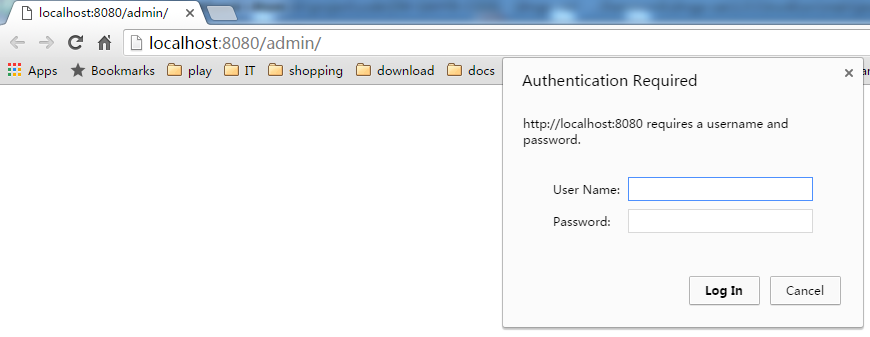 localhost:8080/admin/
localhost:8080/admin/
Apps Bookmarks play IT shopping download docs
Authentication Required
http://localhost:8080 requires a username and
password.
User Name:
Password:
Log In Cancel